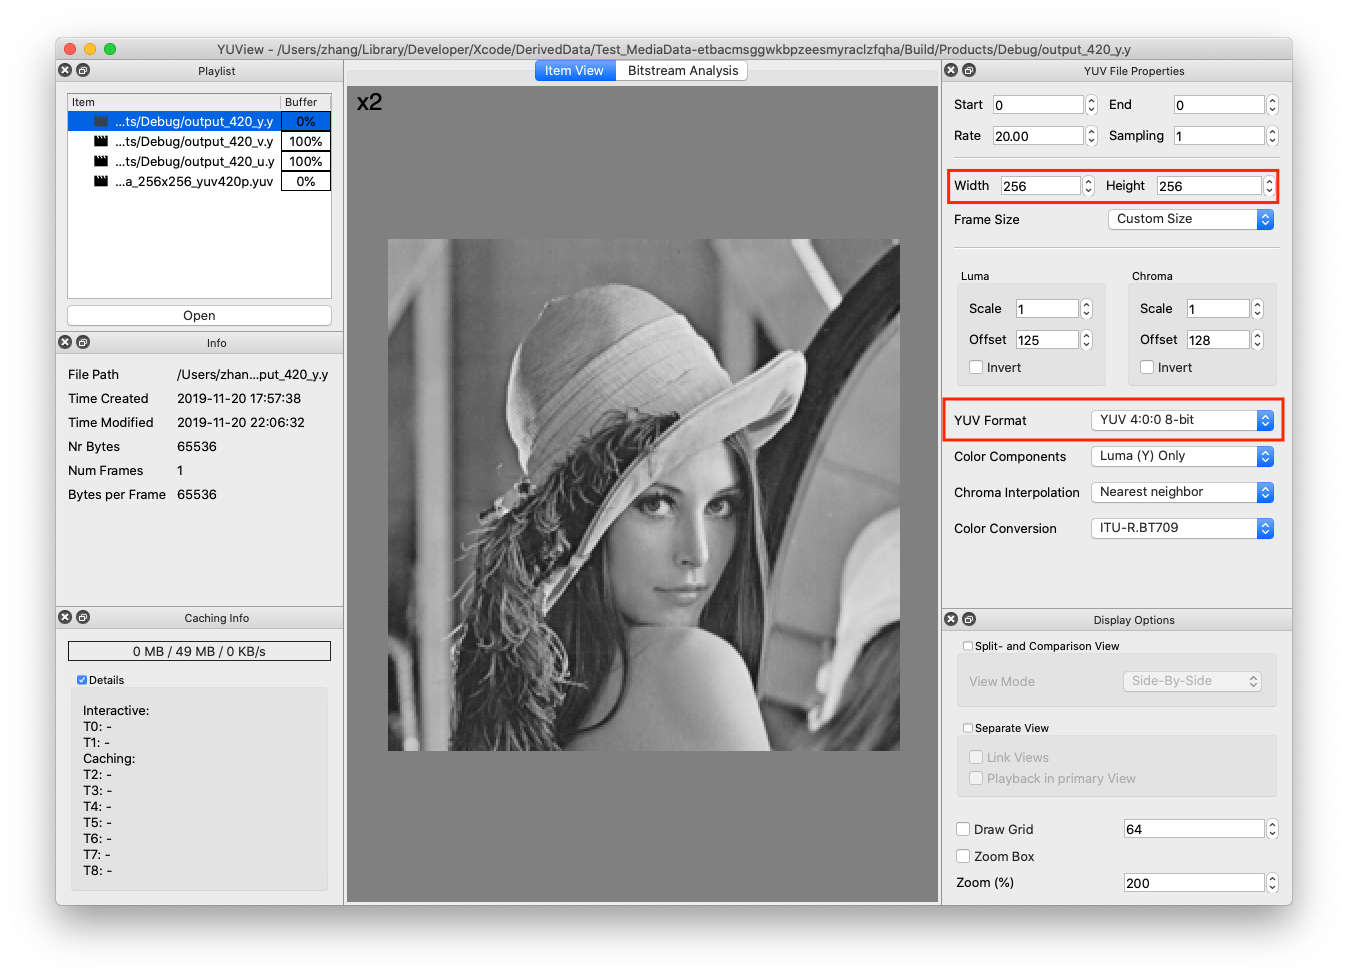 YUView - /Users/zhang/Library/Developer/Xcode/DerivedData/Test_MediaData-etbacmsggwkbpzeesmyraclzfqha/Build/Products/Debug/output_420_y.y
Playlist
Item Buffer
...ts/Debug/output_420_y.y 0%
...ts/Debug/output_420_v.y 100%
...ts/Debug/output_420_u.y 100%
...a_256x256_yuv420p.yuv 0%
Open
Info
File Path /Users/zhan...put_420_y.y
Time Created 2019-11-20 17:57:38
Time Modified 2019-11-20 22:06:32
Nr Bytes 65536
Num Frames 1
Bytes per Frame 65536
Caching Info
0 MB / 49 MB / 0 KB/s
Details
Interactive:
T0: -
T1: -
Caching:
T2: -
T3: -
T4: -
T5: -
T6: -
T7: -
T8: -
Item View Bitstream Analysis
x2
YUV File Properties
Start 0 End 0
Rate 20.00 Sampling 1
Width 256 Height 256
Frame Size Custom Size
Luma Chroma
Scale 1 Scale 1
Offset 125 Offset 128
Invert Invert
YUV Format YUV 4:0:0 8-bit
Color Components Luma (Y) Only
Chroma Interpolation Nearest neighbor
Color Conversion ITU-R.BT709
Display Options
Split- and Comparison View
View Mode Side-By-Side
Separate View
Link Views
Playback in primary View
Draw Grid 64
Zoom Box
Zoom (%) 200